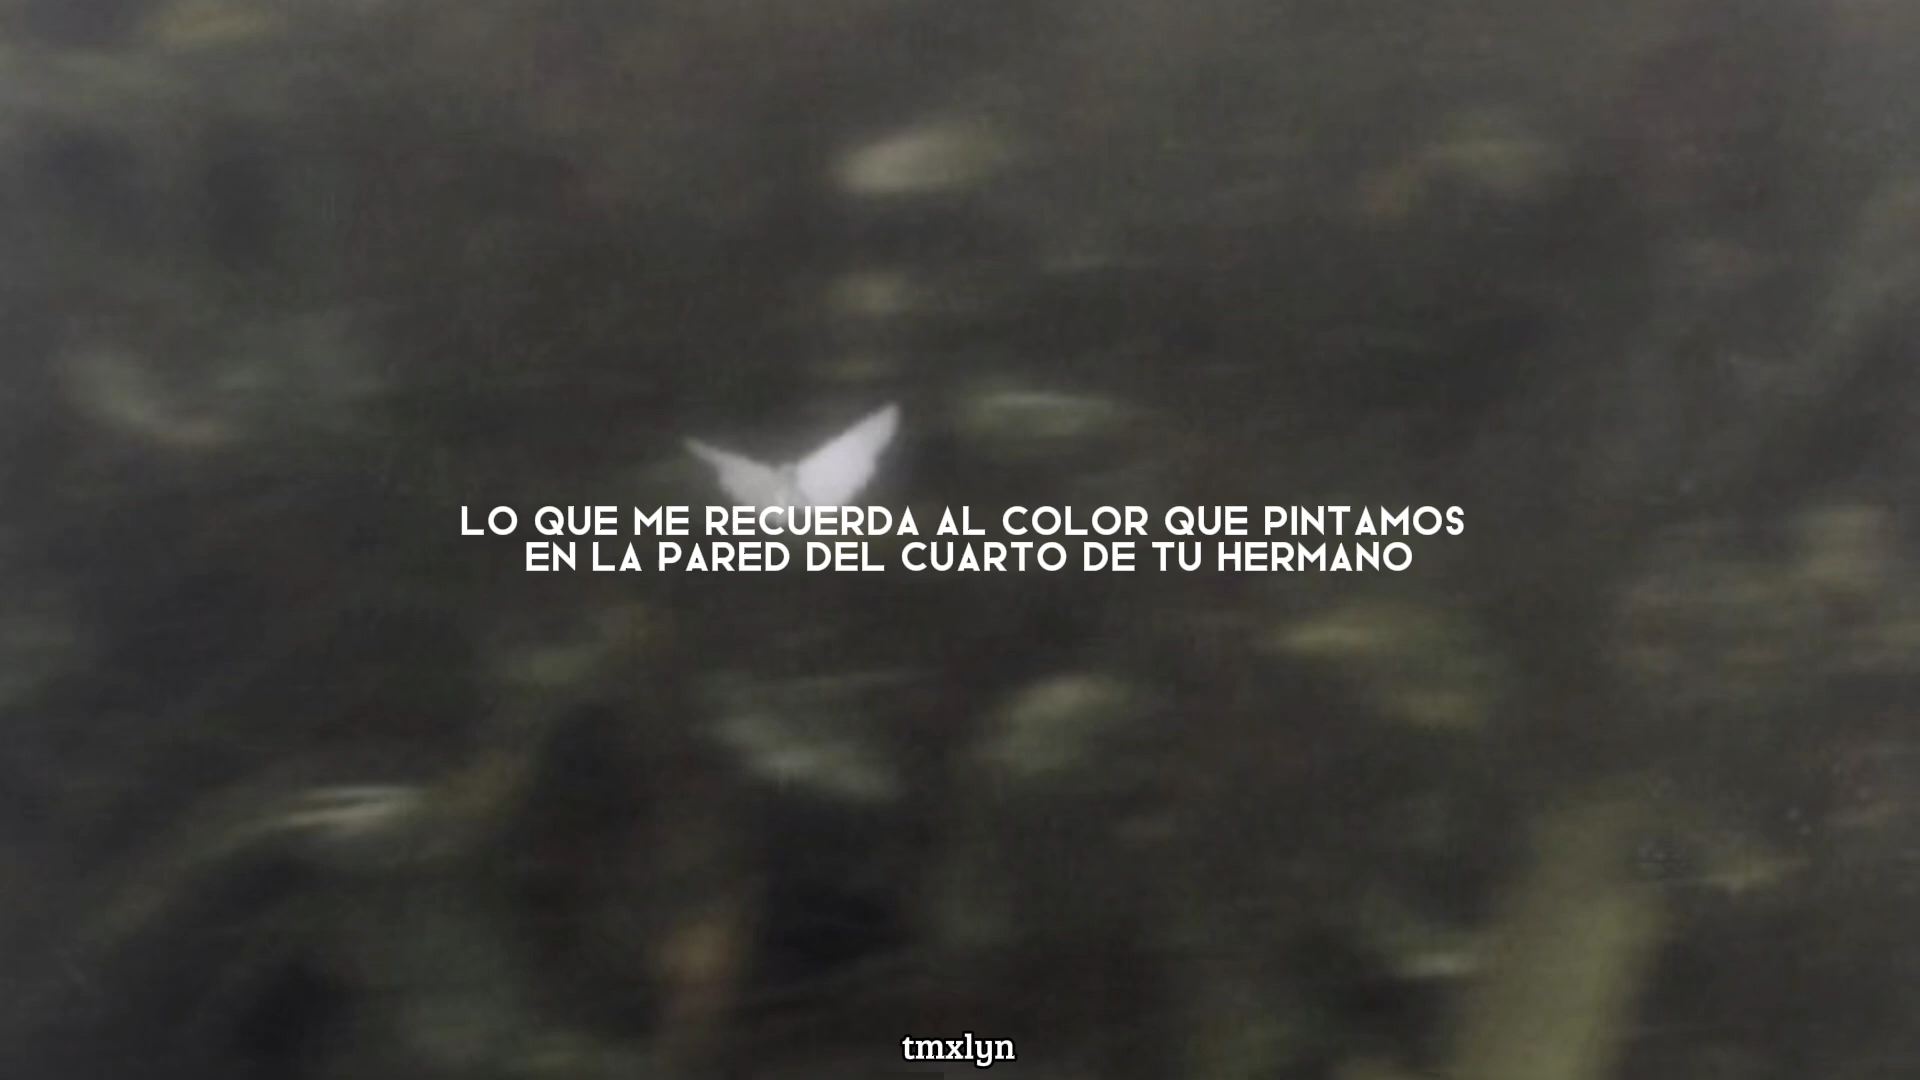 LO QUE ME RECUERDA AL COLOR QUE PINTAMOS
EN LA PARED DEL CUARTO DE TU HERMANO
tmxlyn